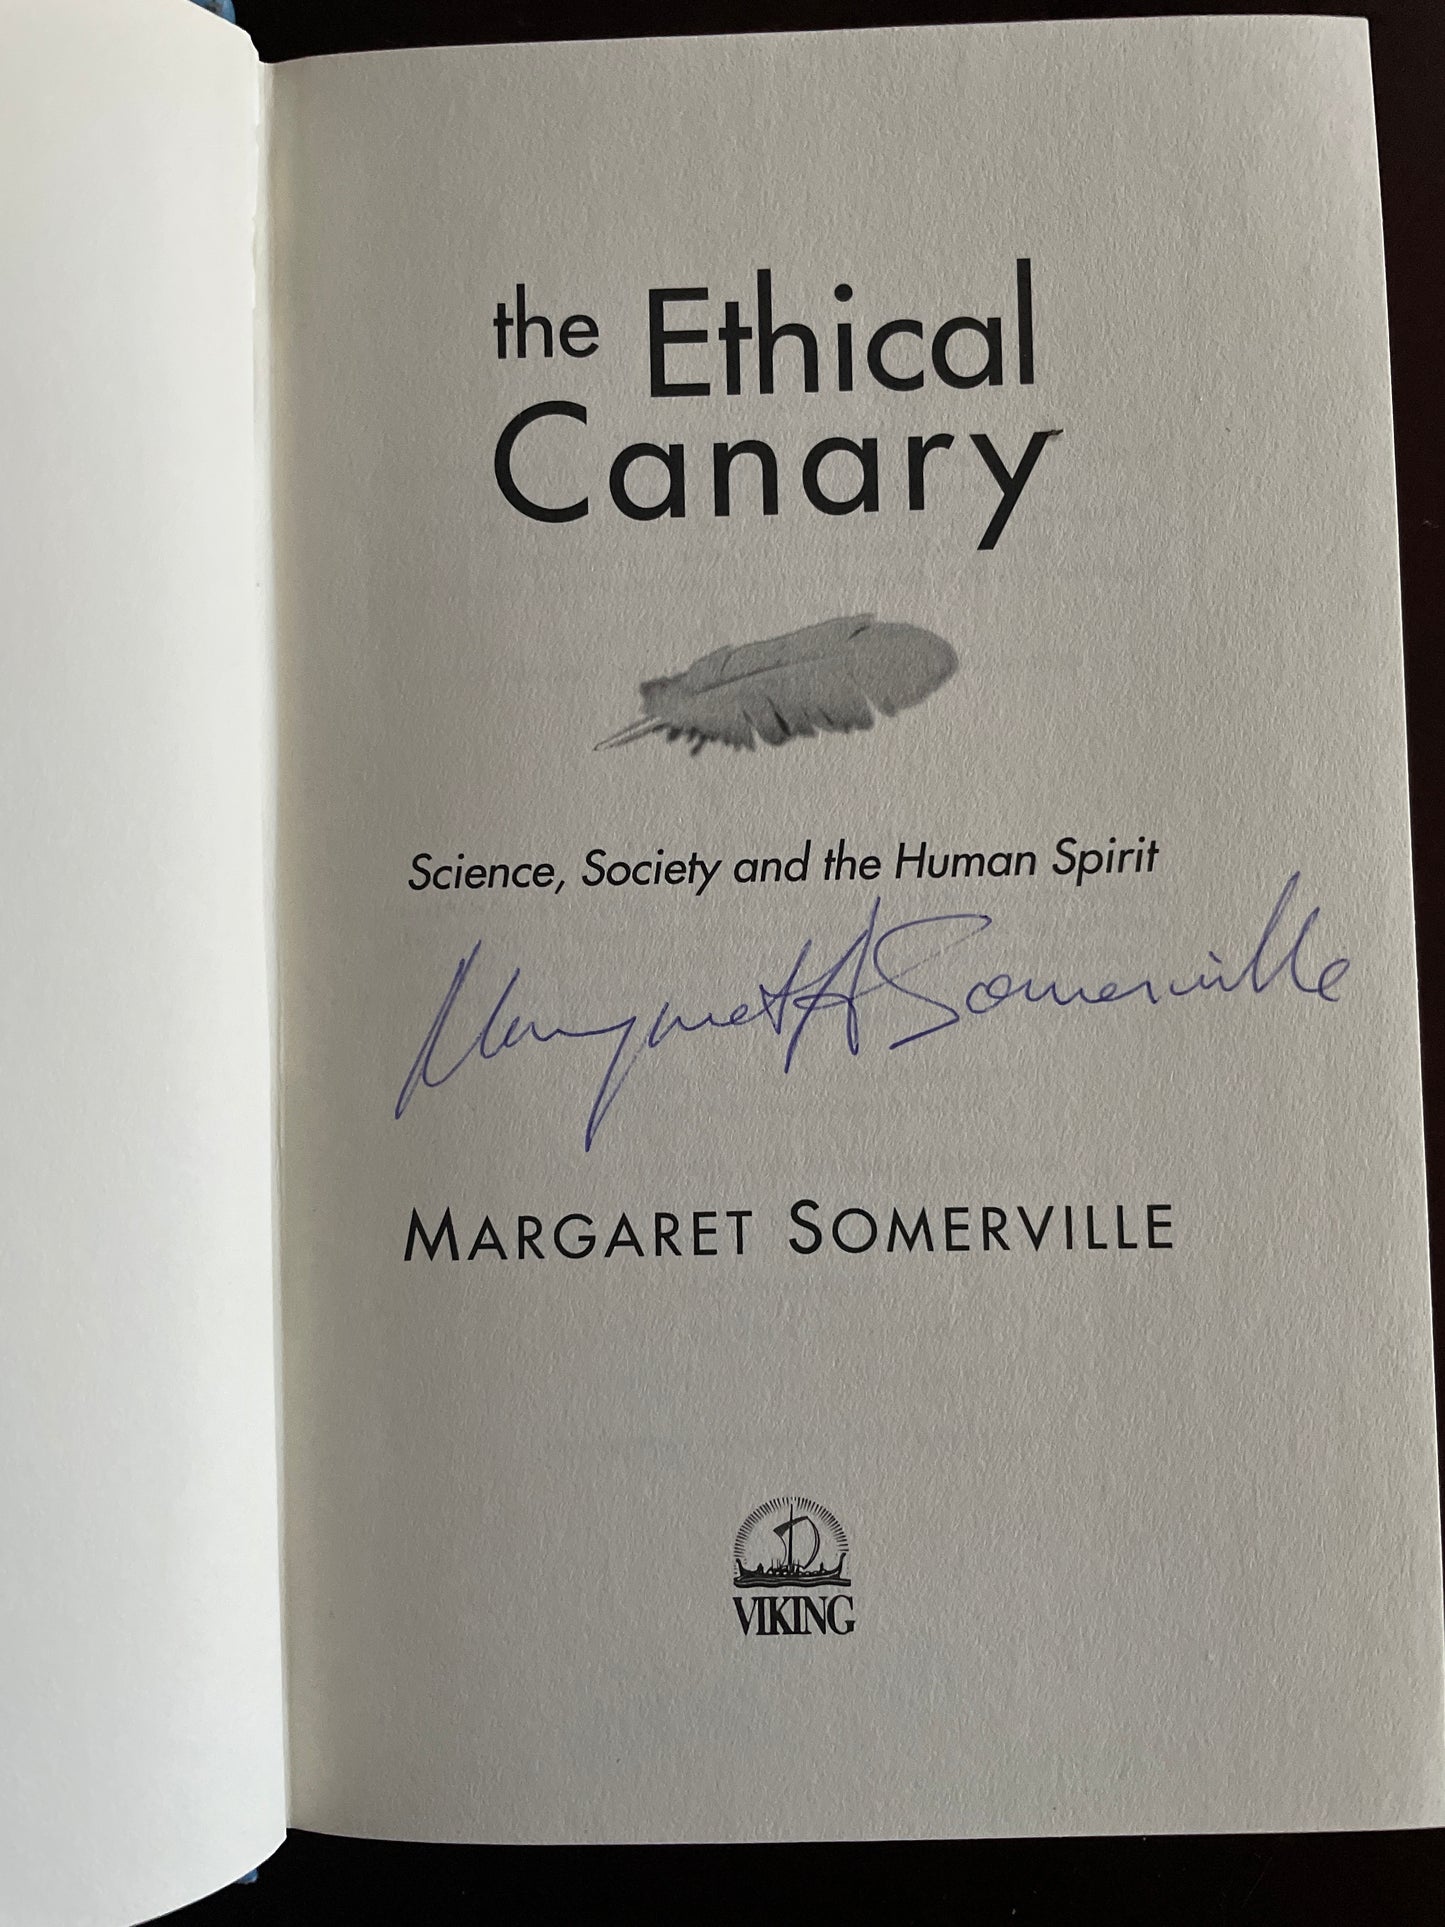 the Ethical
Canary
Science, Society and the Human Spirit
Margaret A Somerville
MARGARET SOMERVILLE
VIKING